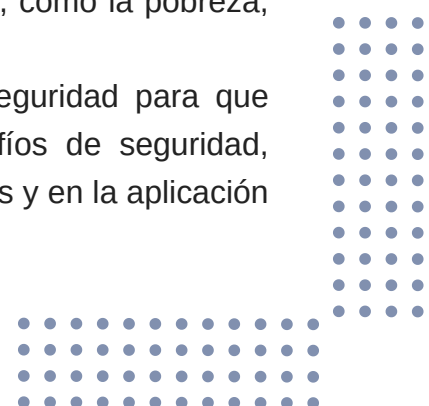 , como la pobreza,
eguridad para que
fíos de seguridad,
s y en la aplicación